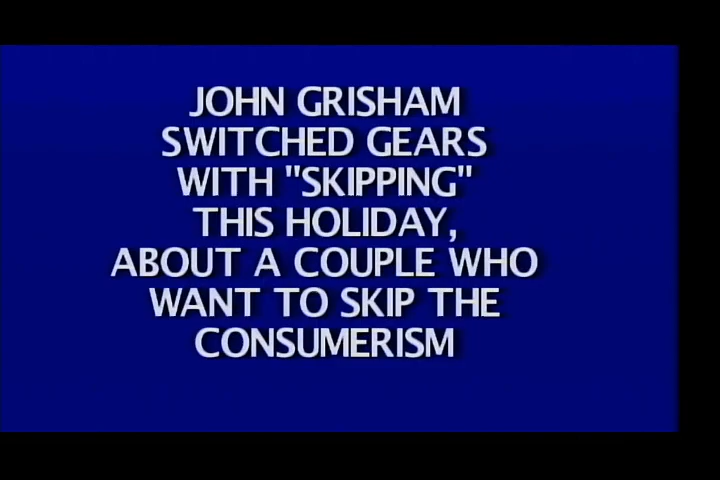 JOHN GRISHAM
SWITCHED GEARS
WITH "SKIPPING"
THIS HOLIDAY,
ABOUT A COUPLE WHO
WANT TO SKIP THE
CONSUMERISM